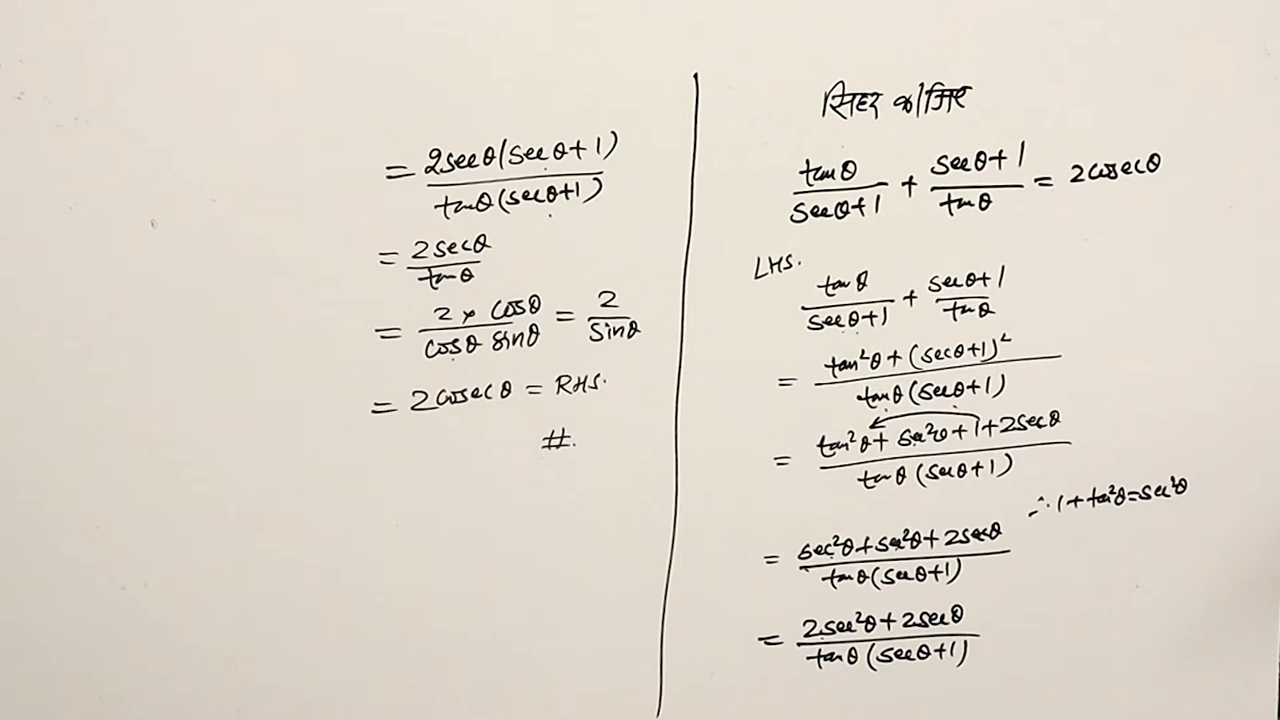 सिद्द कीजिए
tanθ/(secθ+1) + (secθ+1)/tanθ = 2cosecθ
LHS.
tanθ/(secθ+1) + (secθ+1)/tanθ
= (tan²θ + (secθ+1)²)/(tanθ(secθ+1))
= (tan²θ + sec²θ + 1 + 2secθ)/(tanθ(secθ+1))
∴ 1 + tan²θ = sec²θ
= (sec²θ + sec²θ + 2secθ)/(tanθ(secθ+1))
= (2sec²θ + 2secθ)/(tanθ(secθ+1))
= (2secθ(secθ+1))/(tanθ(secθ+1))
= 2secθ/tanθ
= (2 × cosθ)/(cosθ sinθ) = 2/sinθ
= 2cosecθ = RHS.
#.